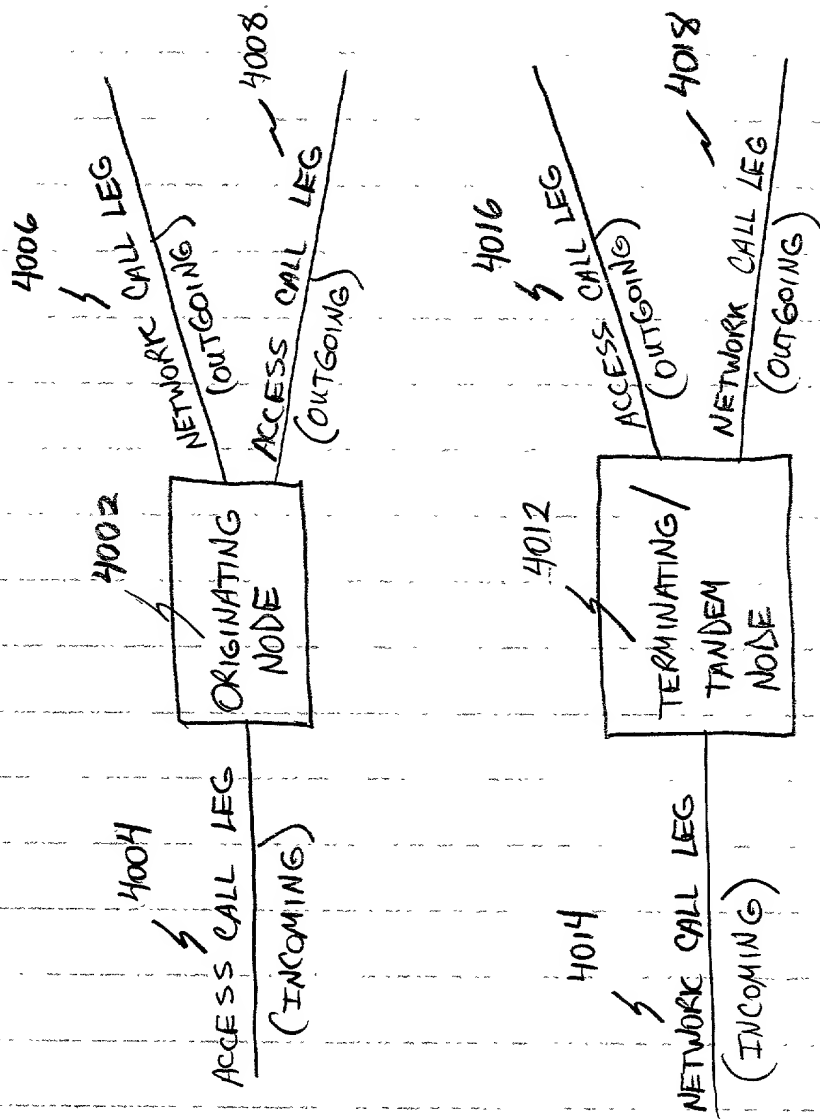 4002
ORIGINATING
NODE
4004
ACCESS CALL LEG
(INCOMING)
4006
NETWORK CALL LEG
(OUTGOING)
4008
ACCESS CALL LEG
(OUTGOING)
4012
TERMINATING/
TANDEM
NODE
4014
NETWORK CALL LEG
(INCOMING)
4016
ACCESS CALL LEG
(OUTGOING)
4018
NETWORK CALL LEG
(OUTGOING)